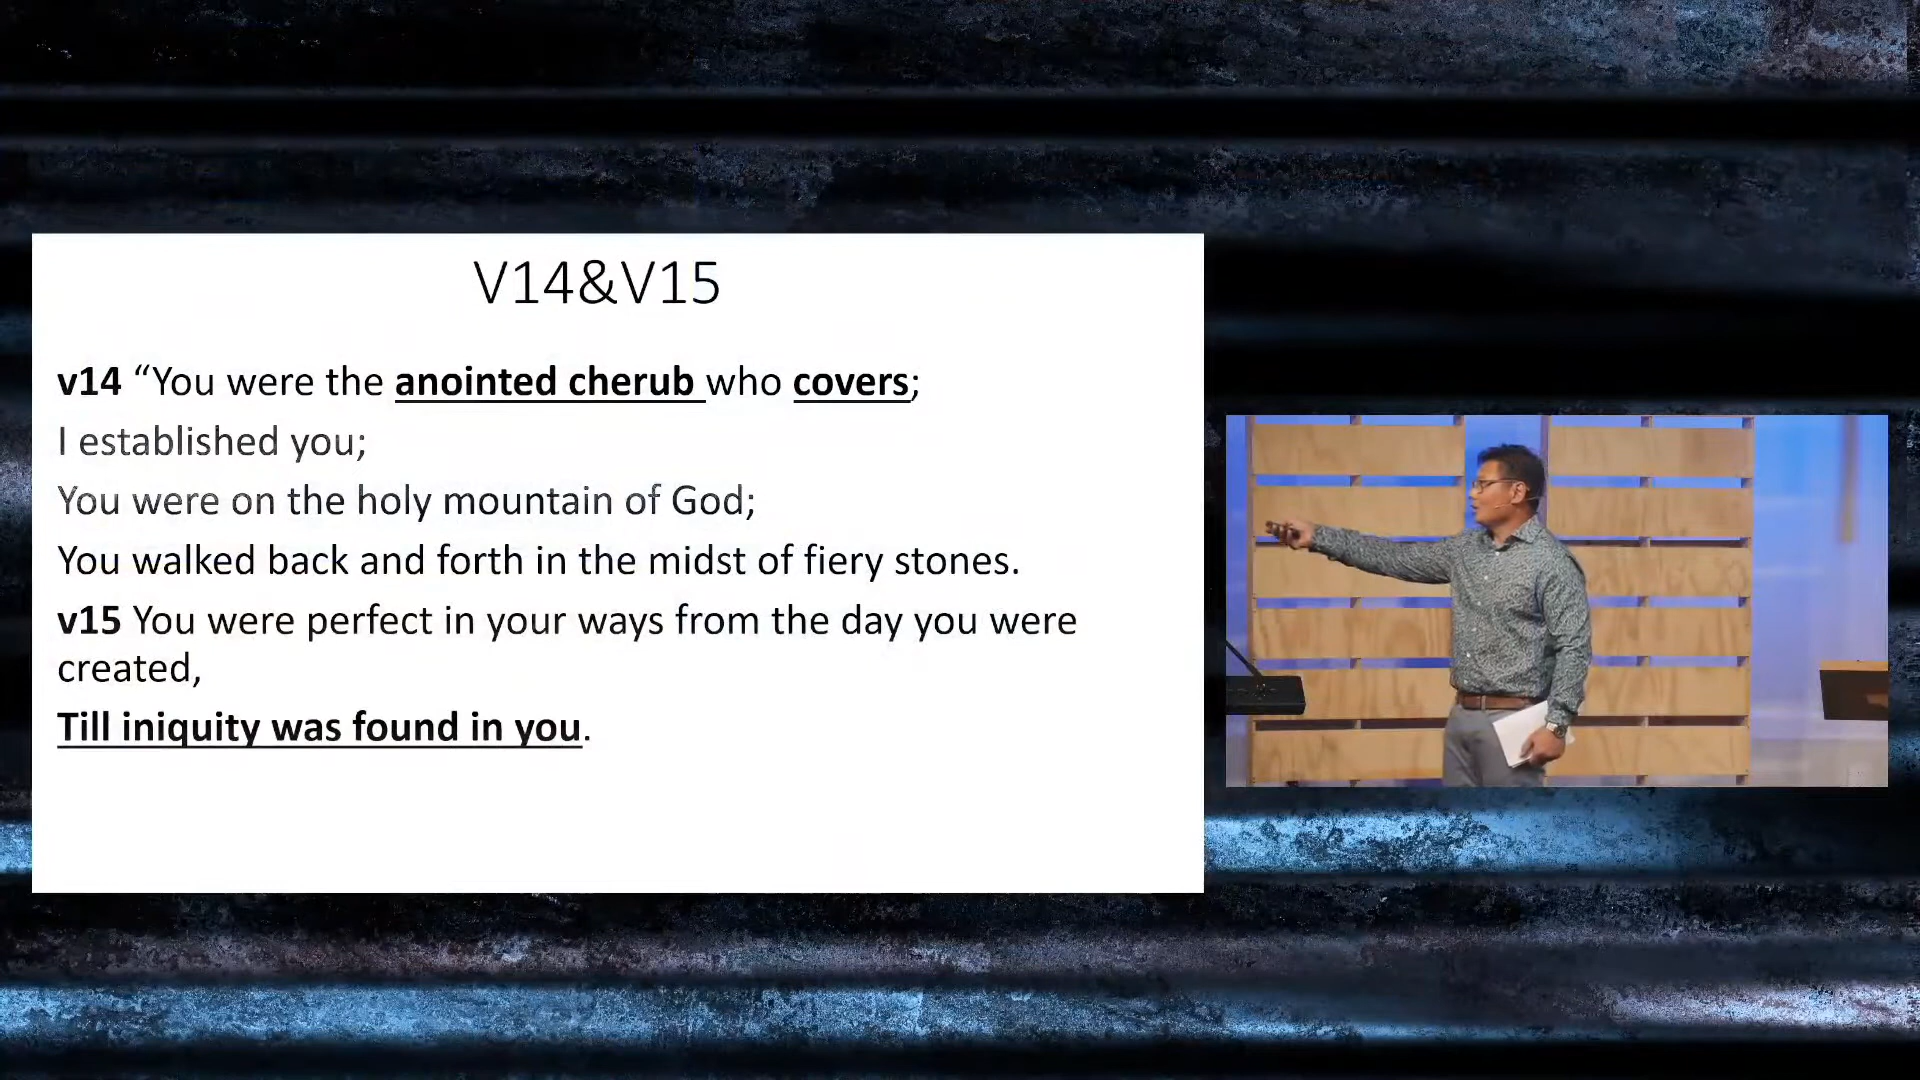 V14&V15
v14 “You were the anointed cherub who covers;
I established you;
You were on the holy mountain of God;
You walked back and forth in the midst of fiery stones.
v15 You were perfect in your ways from the day you were
created,
Till iniquity was found in you.